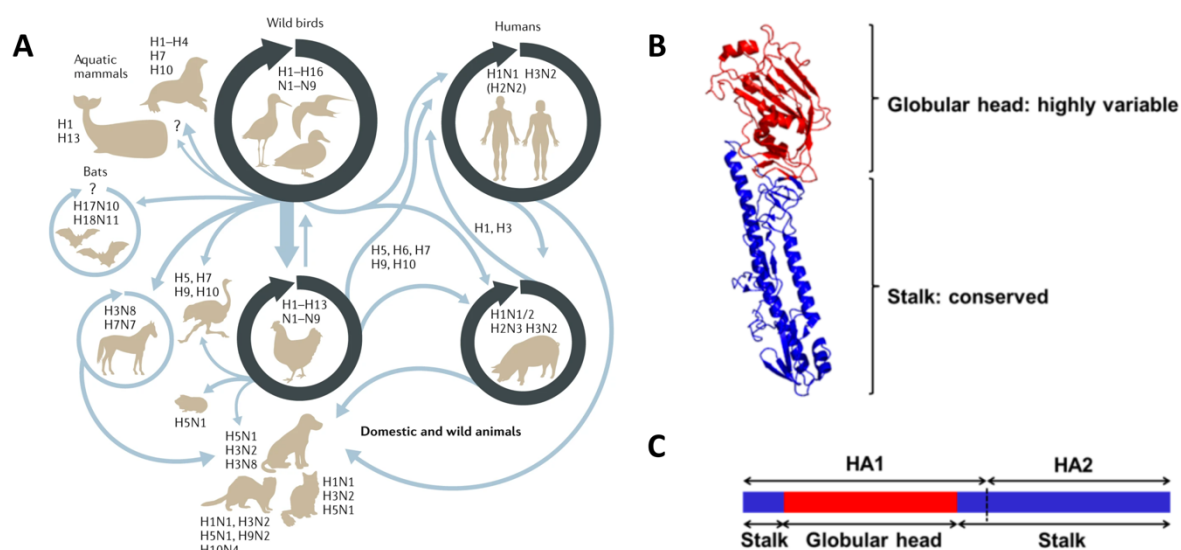 A
Aquatic
mammals
H1–H4
H7
H10
H1
H13
?
Wild birds
H1–H16
N1–N9
Humans
H1N1 H3N2
(H2N2)
Bats
?
H17N10
H18N11
H5, H7
H9, H10
H5, H6, H7
H9, H10
H1, H3
H3N8
H7N7
H1–H13
N1–N9
H1N1/2
H2N3 H3N2
H5N1
H5N1
H3N2
H3N8
Domestic and wild animals
H1N1
H3N2
H5N1
H1N1, H3N2
H5N1, H9N2
H10N4
B
Globular head: highly variable
Stalk: conserved
C
HA1 HA2
Stalk Globular head Stalk